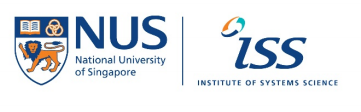 NUS
National University
of Singapore
iss
INSTITUTE OF SYSTEMS SCIENCE